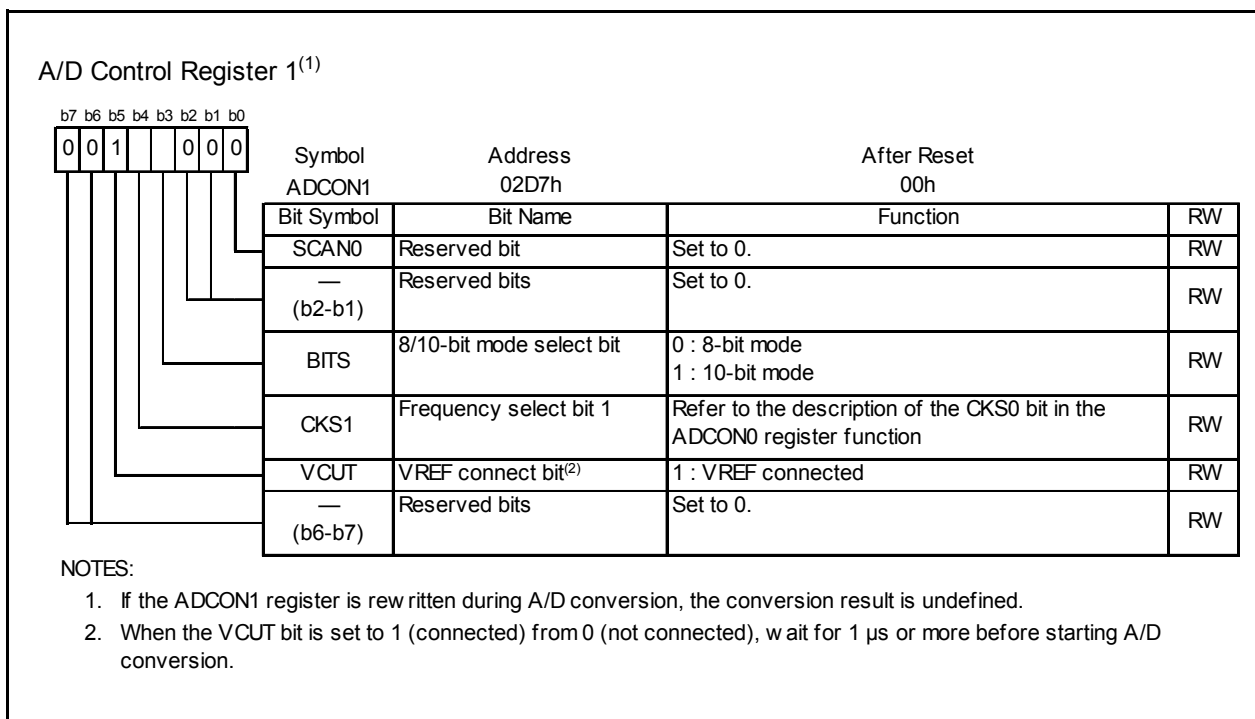 A/D Control Register 1(1)
b7 b6 b5 b4 b3 b2 b1 b0
0 0 1 0 0 0
Symbol Address After Reset
ADCON1 02D7h 00h
Bit Symbol Bit Name Function RW
SCAN0 Reserved bit Set to 0. RW
— (b2-b1) Reserved bits Set to 0. RW
BITS 8/10-bit mode select bit 0 : 8-bit mode
1 : 10-bit mode RW
CKS1 Frequency select bit 1 Refer to the description of the CKS0 bit in the
ADCON0 register function RW
VCUT VREF connect bit(2) 1 : VREF connected RW
— (b6-b7) Reserved bits Set to 0. RW
NOTES:
1. If the ADCON1 register is rewritten during A/D conversion, the conversion result is undefined.
2. When the VCUT bit is set to 1 (connected) from 0 (not connected), wait for 1 µs or more before starting A/D
conversion.